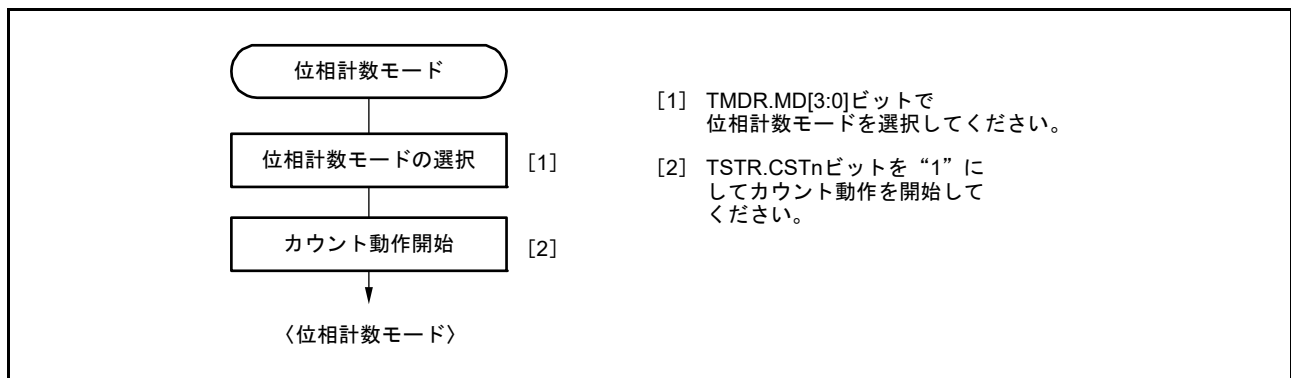 位相計数モード
位相計数モードの選択 [1]
カウント動作開始 [2]
〈位相計数モード〉
[1] TMDR.MD[3:0]ビットで
位相計数モードを選択してください。
[2] TSTR.CSTnビットを“1”に
してカウント動作を開始して
ください。